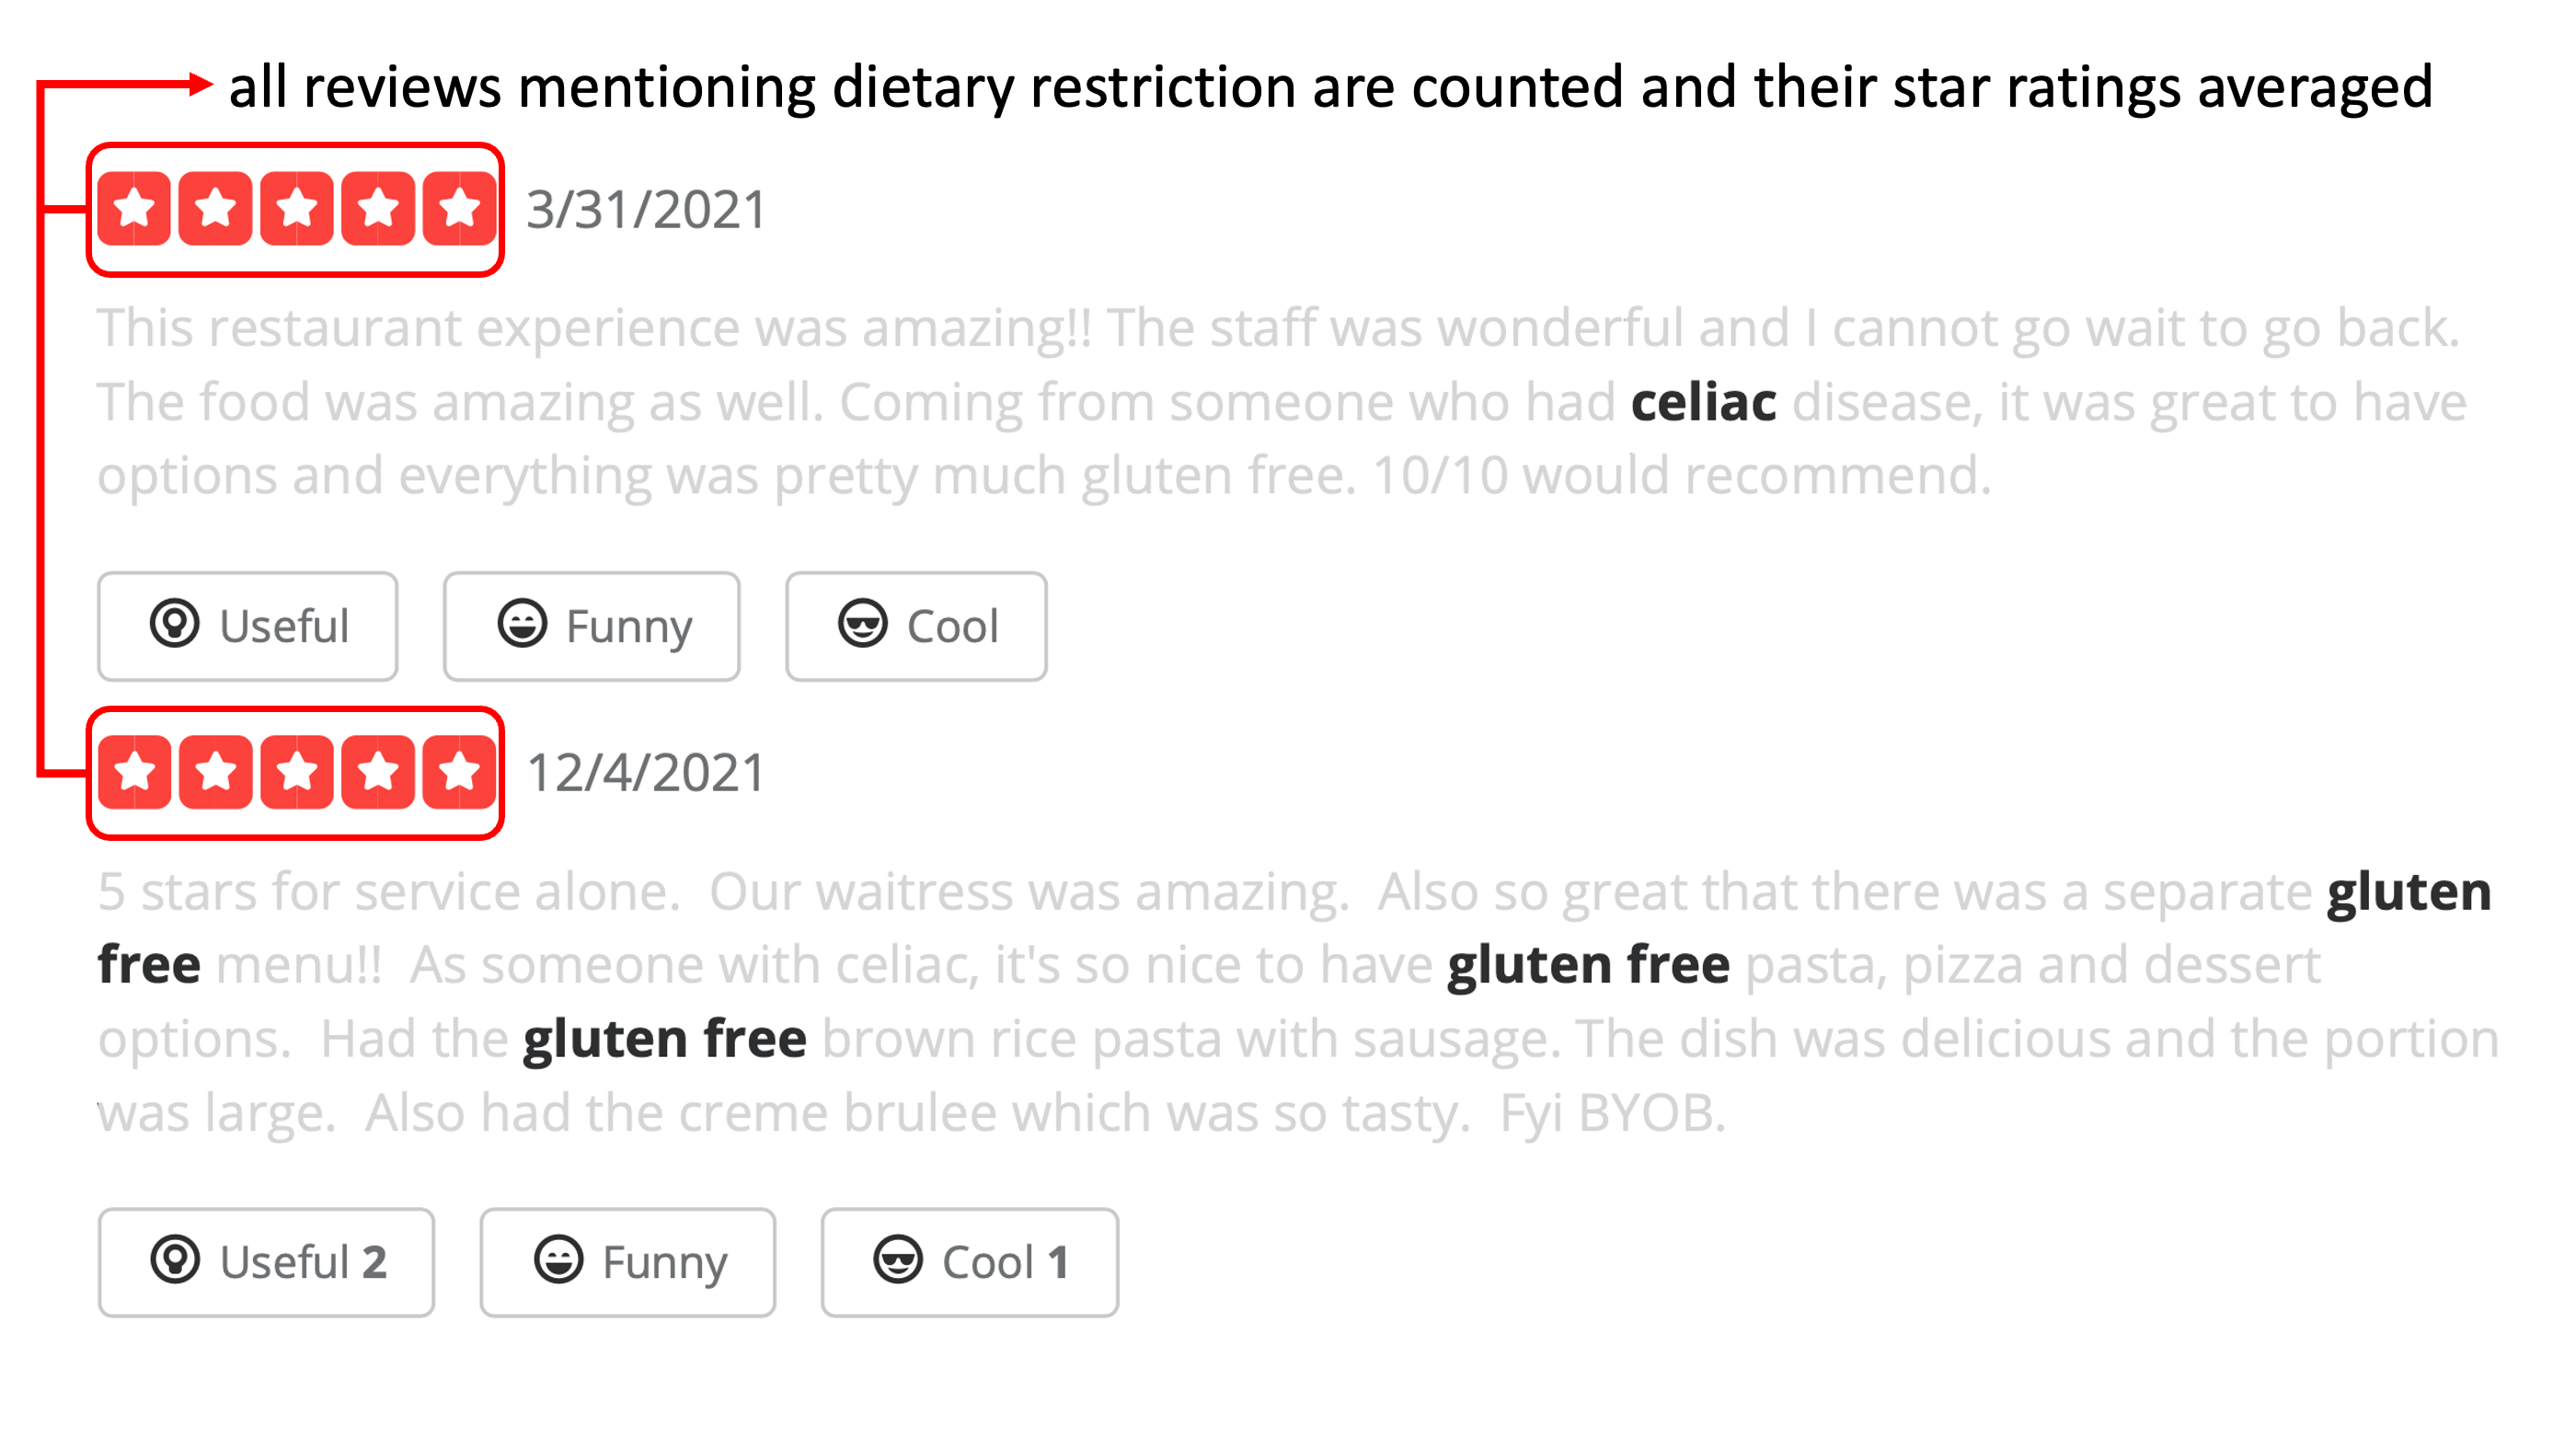 all reviews mentioning dietary restriction are counted and their star ratings averaged
3/31/2021
This restaurant experience was amazing!! The staff was wonderful and I cannot go wait to go back.
The food was amazing as well. Coming from someone who had celiac disease, it was great to have
options and everything was pretty much gluten free. 10/10 would recommend.
Useful Funny Cool
12/4/2021
5 stars for service alone.  Our waitress was amazing.  Also so great that there was a separate gluten
free menu!!  As someone with celiac, it's so nice to have gluten free pasta, pizza and dessert
options.  Had the gluten free brown rice pasta with sausage. The dish was delicious and the portion
was large.  Also had the creme brulee which was so tasty.  Fyi BYOB.
Useful 2 Funny Cool 1